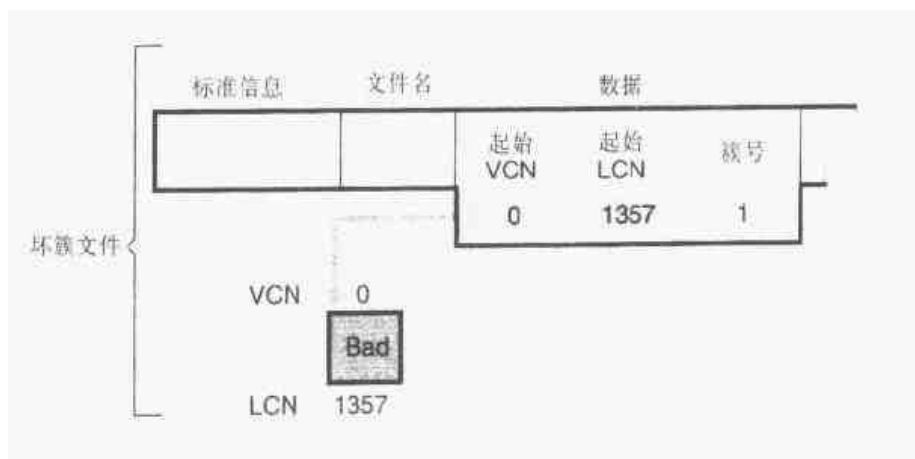 标准信息 文件名 数据
起始 VCN 起始 LCN 簇号
0 1357 1
坏簇文件
VCN 0
Bad
LCN 1357